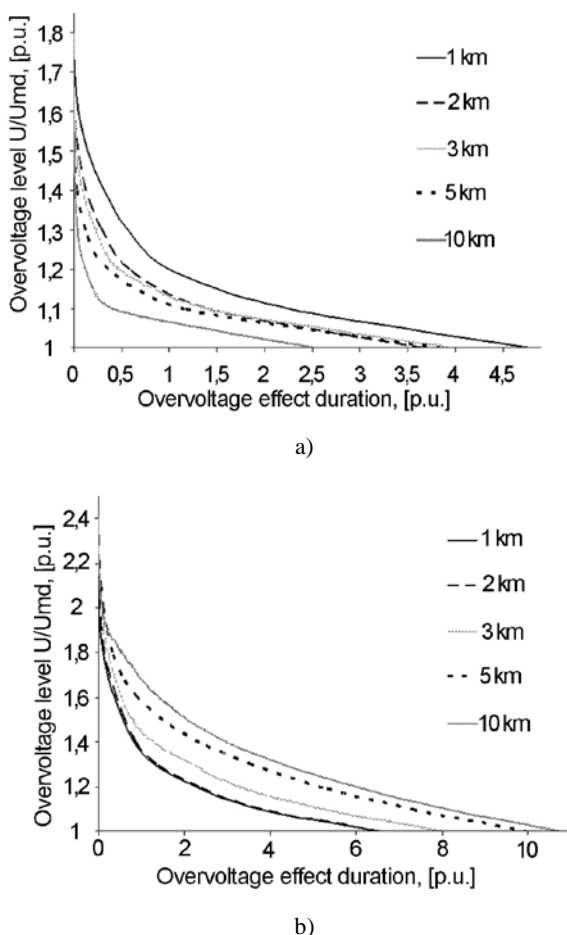 Overvoltage level U/Umd, [p.u.]
1,8
1,7
1,6
1,5
1,4
1,3
1,2
1,1
1
1 km
2 km
3 km
5 km
10 km
0 0,5 1 1,5 2 2,5 3 3,5 4 4,5
Overvoltage effect duration, [p.u.]
a)
Overvoltage level U/Umd, [p.u.]
2,4
2,2
2
1,8
1,6
1,4
1,2
1
1 km
2 km
3 km
5 km
10 km
0 2 4 6 8 10
Overvoltage effect duration, [p.u.]
b)